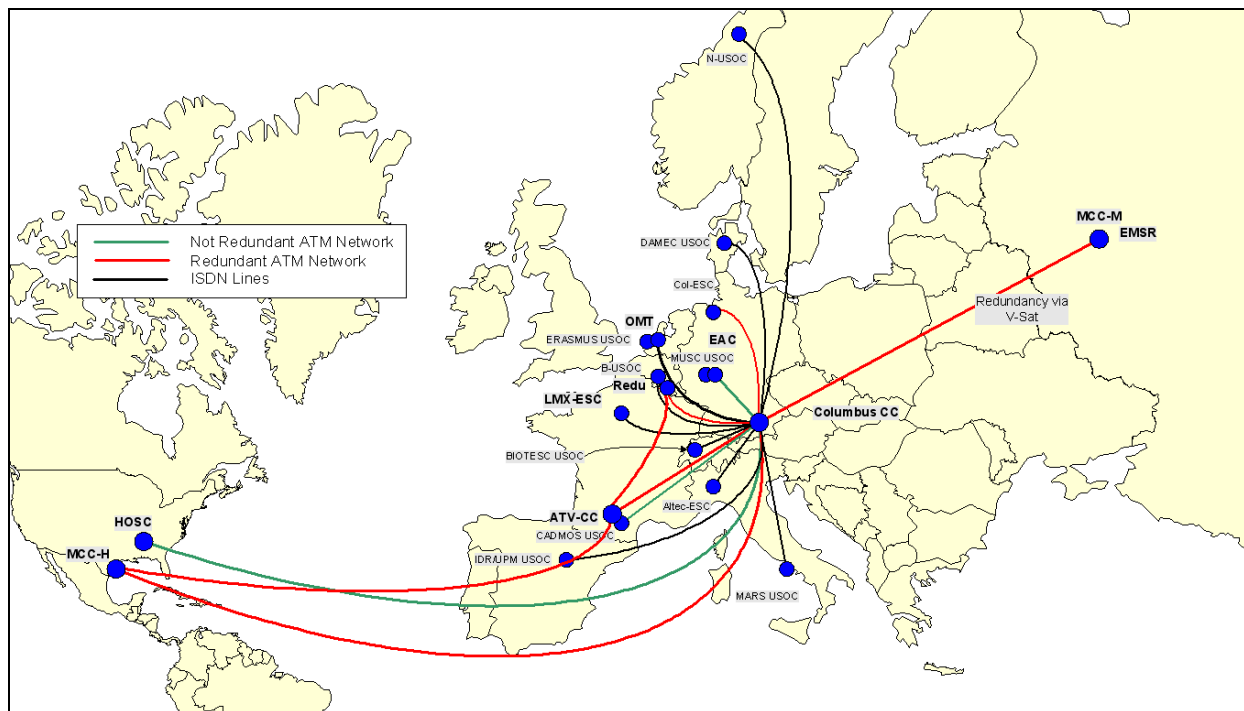 N-USOC
Not Redundant ATM Network
Redundant ATM Network
ISDN Lines
MCC-M
EMSR
DAMEC USOC
Col-ESC
Redundancy via
V-Sat
OMT
ERASMUS USOC
EAC
MUSC USOC
B-USOC
Redu
LMX-ESC
Columbus CC
BIOTESC USOC
Altec-ESC
ATV-CC
CADMOS USOC
HOSC
MCC-H
IDR/UPM USOC
MARS USOC